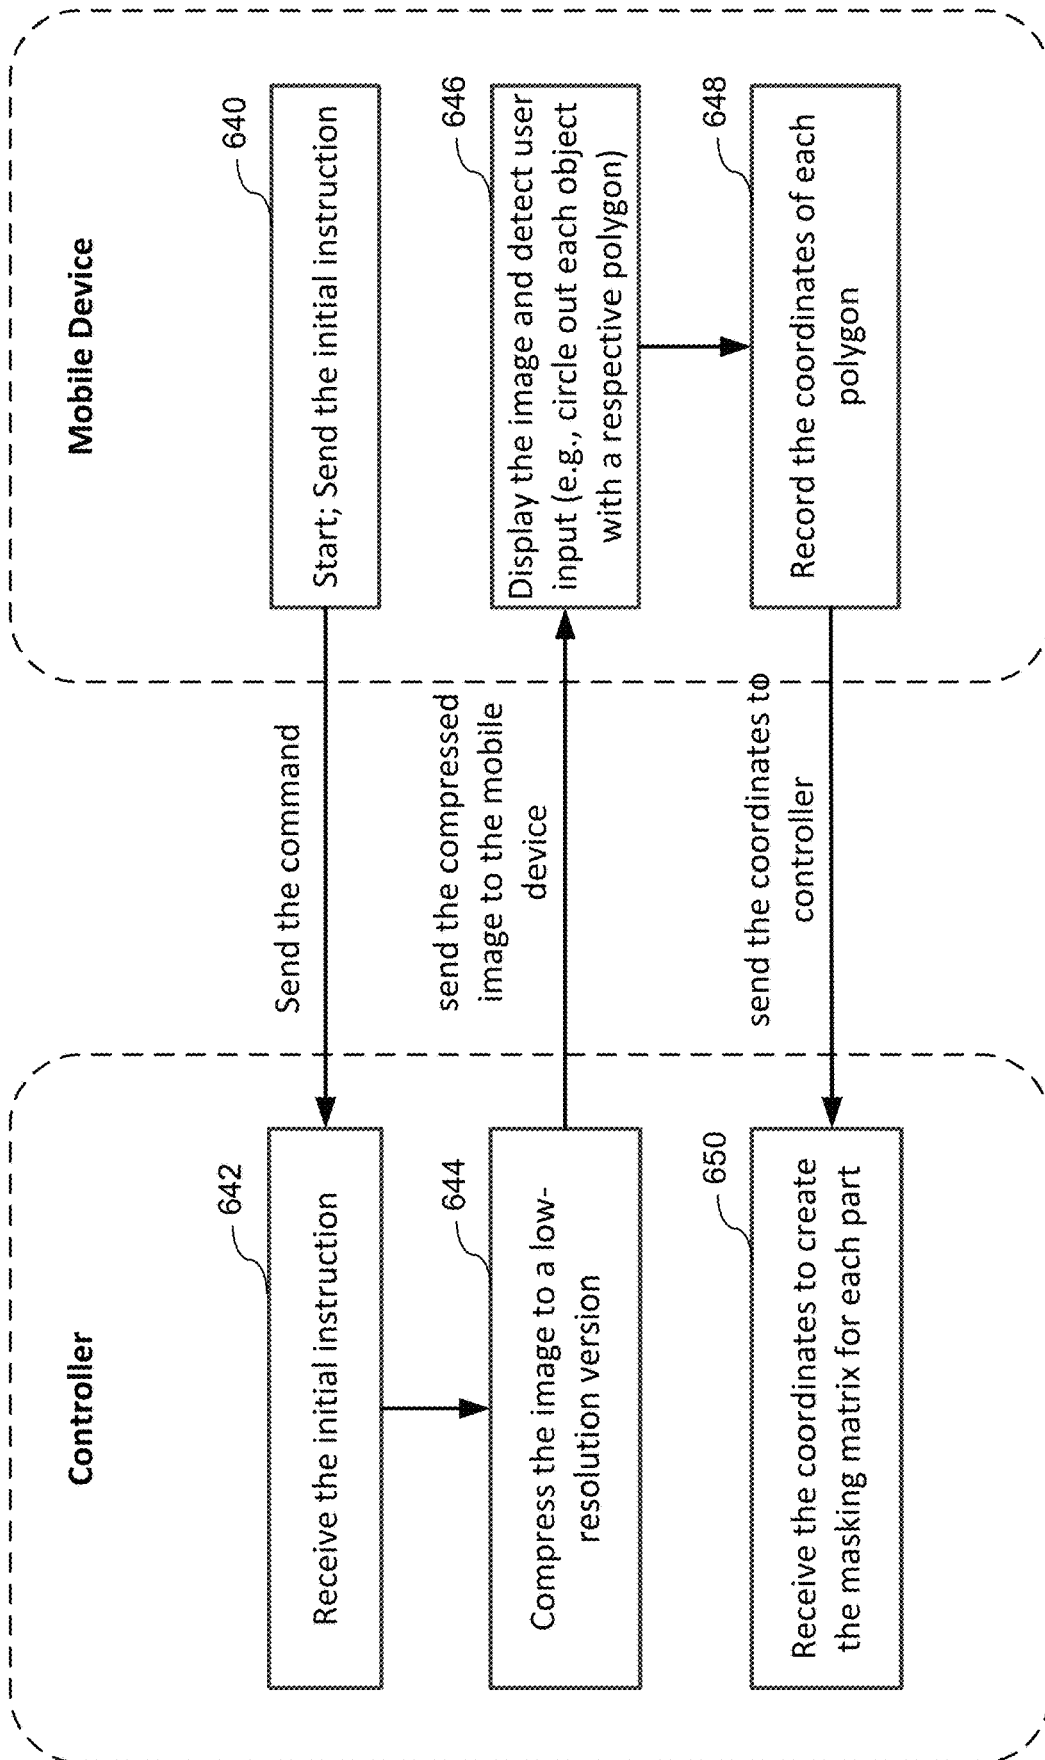 Controller
Mobile Device
642
Receive the initial instruction
Send the command
640
Start; Send the initial instruction
644
Compress the image to a low-
resolution version
send the compressed
image to the mobile
device
646
Display the image and detect user
input (e.g., circle out each object
with a respective polygon)
650
Receive the coordinates to create
the masking matrix for each part
send the coordinates to
controller
648
Record the coordinates of each
polygon